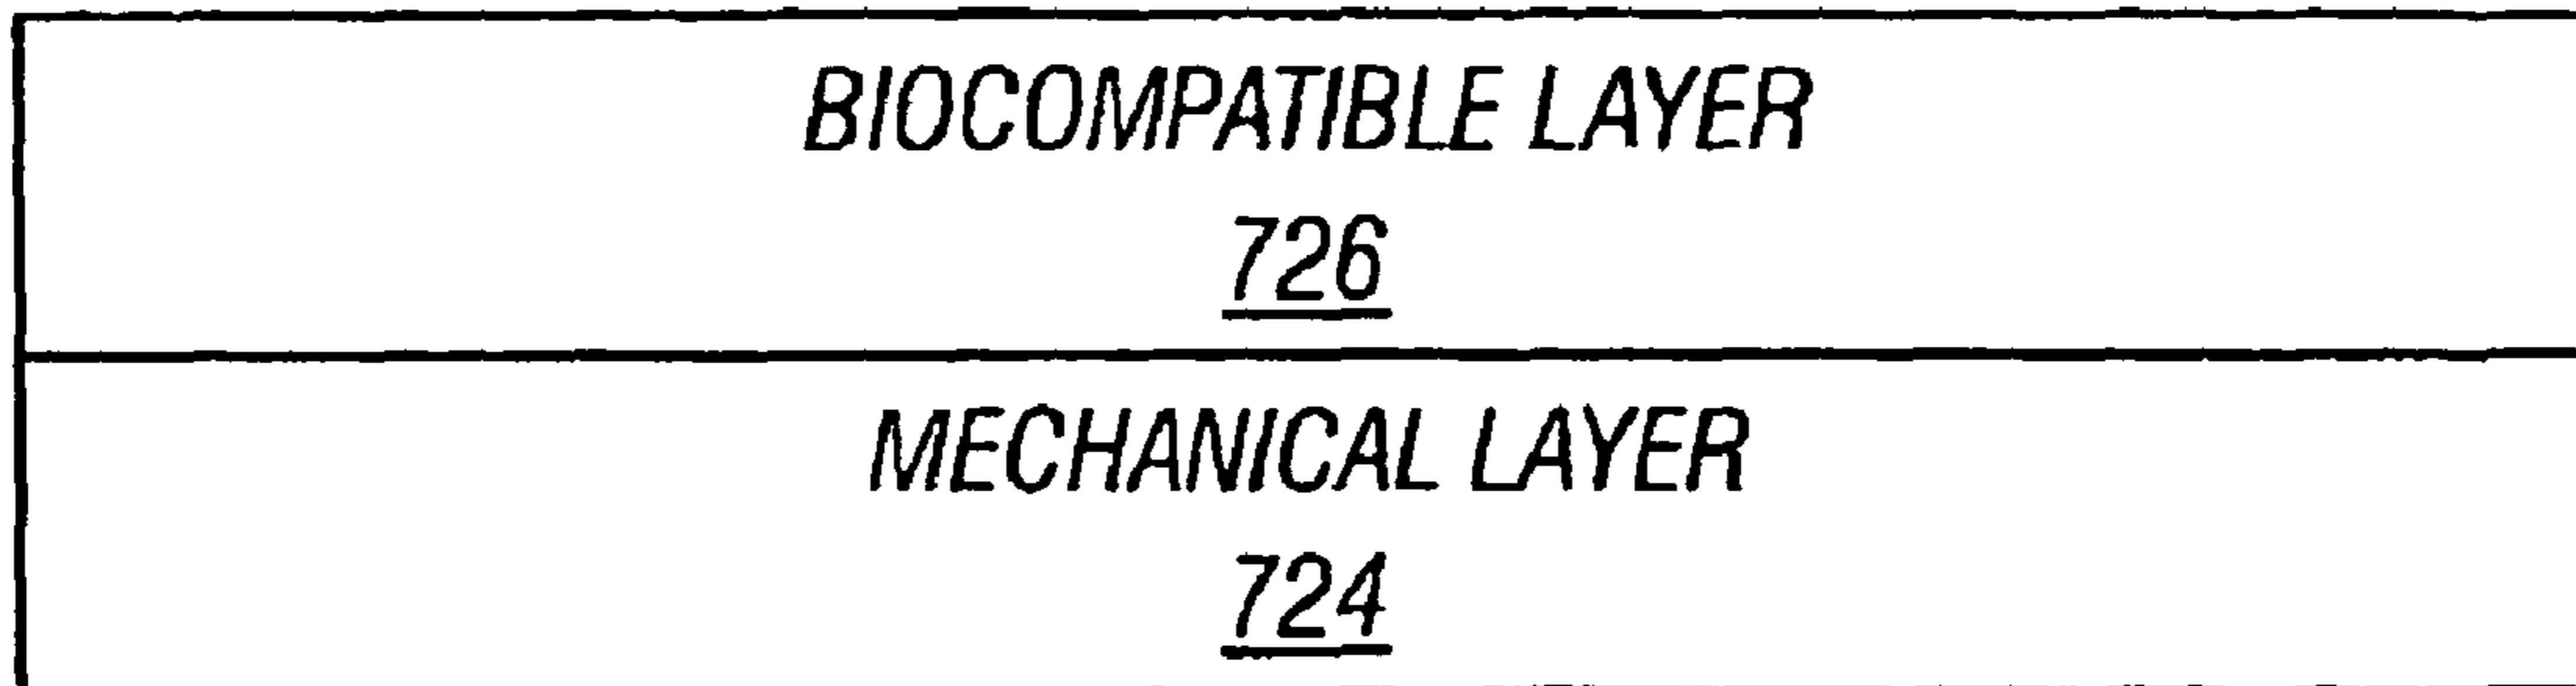 BIOCOMPATIBLE LAYER
726
MECHANICAL LAYER
724